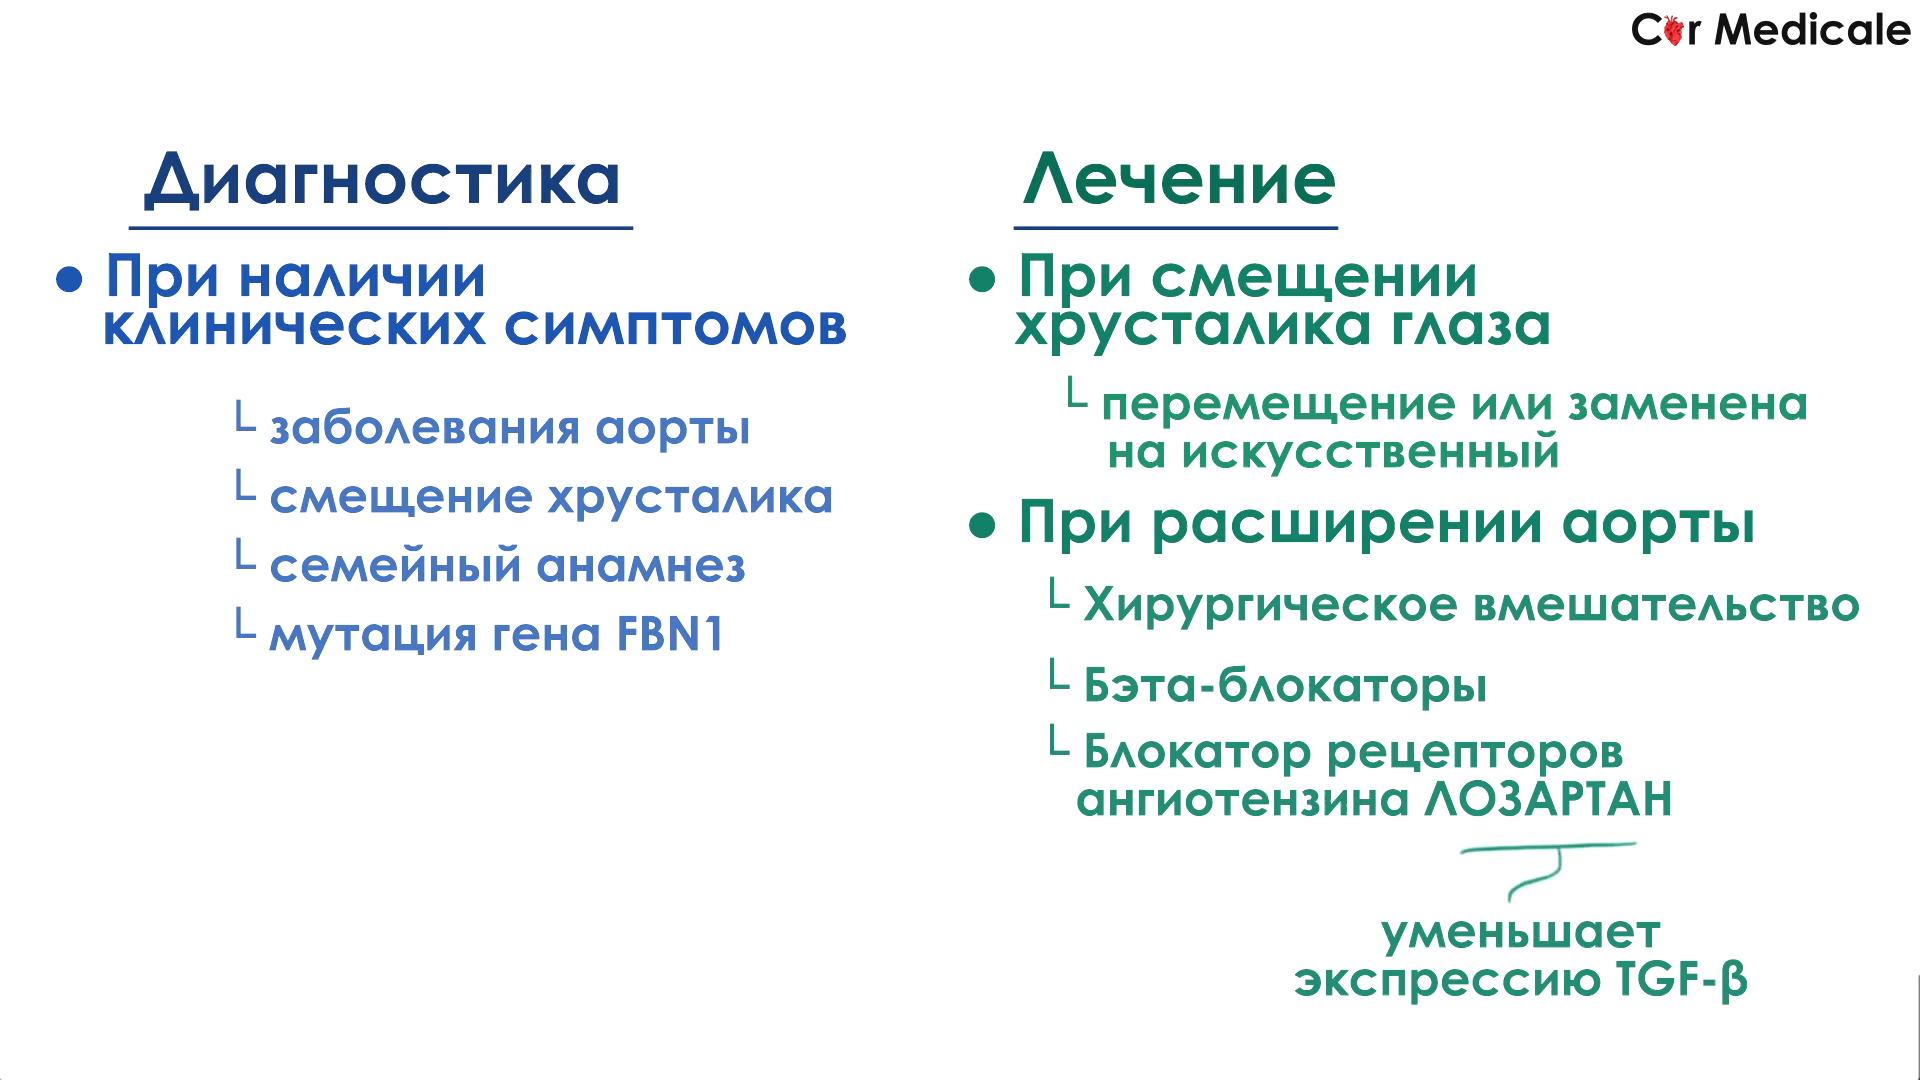 Cor Medicale
Диагностика
● При наличии
клинических симптомов
└ заболевания аорты
└ смещение хрусталика
└ семейный анамнез
└ мутация гена FBN1
Лечение
● При смещении
хрусталика глаза
└ перемещение или заменена
на искусственный
● При расширении аорты
└ Хирургическое вмешательство
└ Бэта-блокаторы
└ Блокатор рецепторов
ангиотензина ЛОЗАРТАН
уменьшает
экспрессию TGF-β